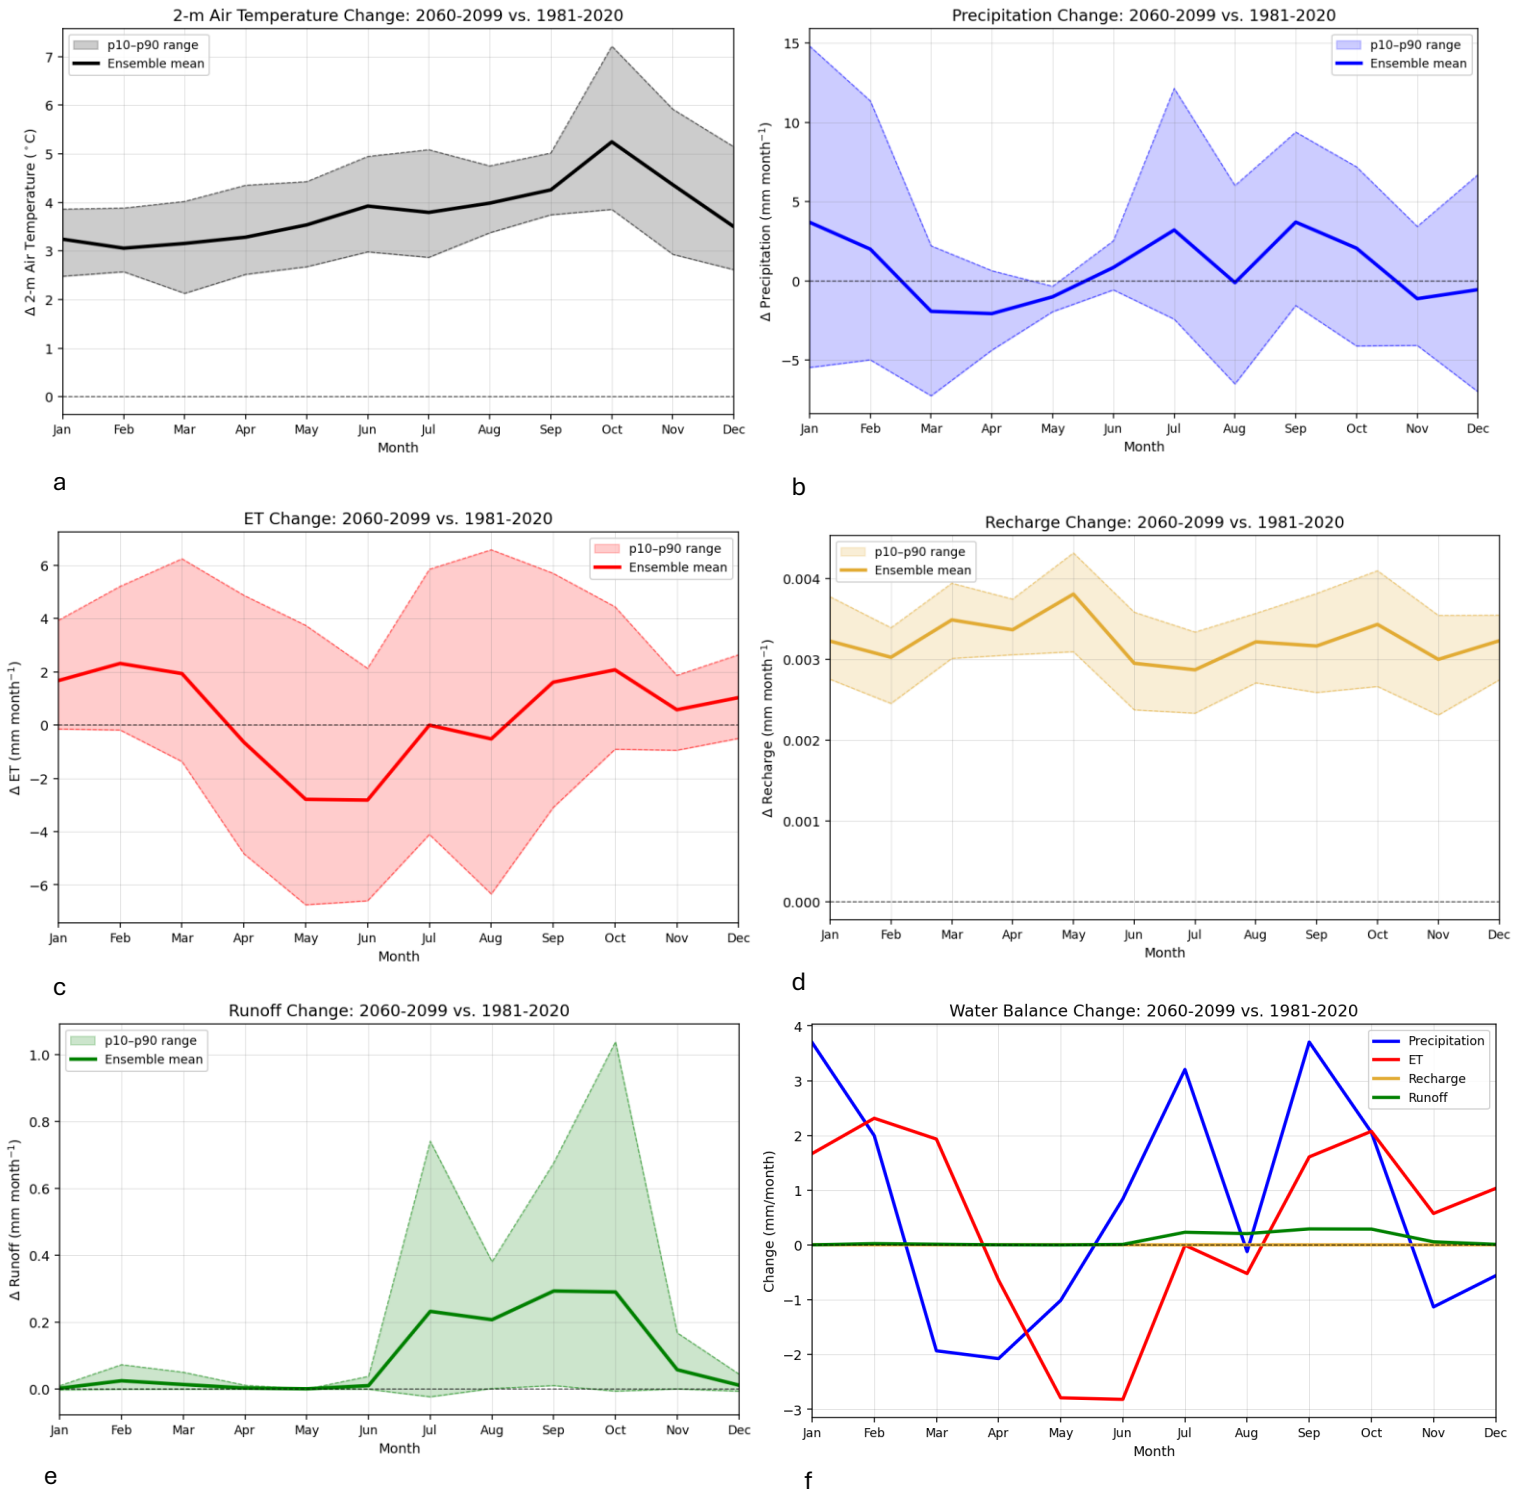 2-m Air Temperature Change: 2060-2099 vs. 1981-2020
p10–p90 range
Ensemble mean
Δ 2-m Air Temperature (°C)
7
6
5
4
3
2
1
0
Jan Feb Mar Apr May Jun Jul Aug Sep Oct Nov Dec
Month
a
Precipitation Change: 2060-2099 vs. 1981-2020
p10–p90 range
Ensemble mean
Δ Precipitation (mm month⁻¹)
15
10
5
0
−5
Jan Feb Mar Apr May Jun Jul Aug Sep Oct Nov Dec
Month
b
ET Change: 2060-2099 vs. 1981-2020
p10–p90 range
Ensemble mean
Δ ET (mm month⁻¹)
6
4
2
0
−2
−4
−6
Jan Feb Mar Apr May Jun Jul Aug Sep Oct Nov Dec
Month
c
Recharge Change: 2060-2099 vs. 1981-2020
p10–p90 range
Ensemble mean
Δ Recharge (mm month⁻¹)
0.004
0.003
0.002
0.001
0.000
Jan Feb Mar Apr May Jun Jul Aug Sep Oct Nov Dec
Month
d
Runoff Change: 2060-2099 vs. 1981-2020
p10–p90 range
Ensemble mean
Δ Runoff (mm month⁻¹)
1.0
0.8
0.6
0.4
0.2
0.0
Jan Feb Mar Apr May Jun Jul Aug Sep Oct Nov Dec
Month
e
Water Balance Change: 2060-2099 vs. 1981-2020
Precipitation
ET
Recharge
Runoff
Change (mm/month)
4
3
2
1
0
−1
−2
−3
Jan Feb Mar Apr May Jun Jul Aug Sep Oct Nov Dec
Month
f